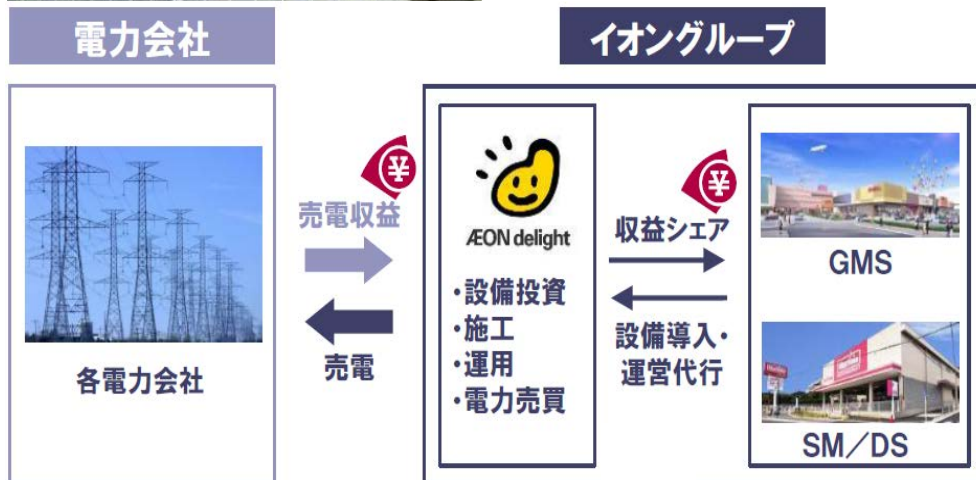 電力会社
イオングループ
各電力会社
売電収益
売電
ÆON delight
・設備投資
・施工
・運用
・電力売買
収益シェア
設備導入・
運営代行
GMS
SM／DS
¥
¥